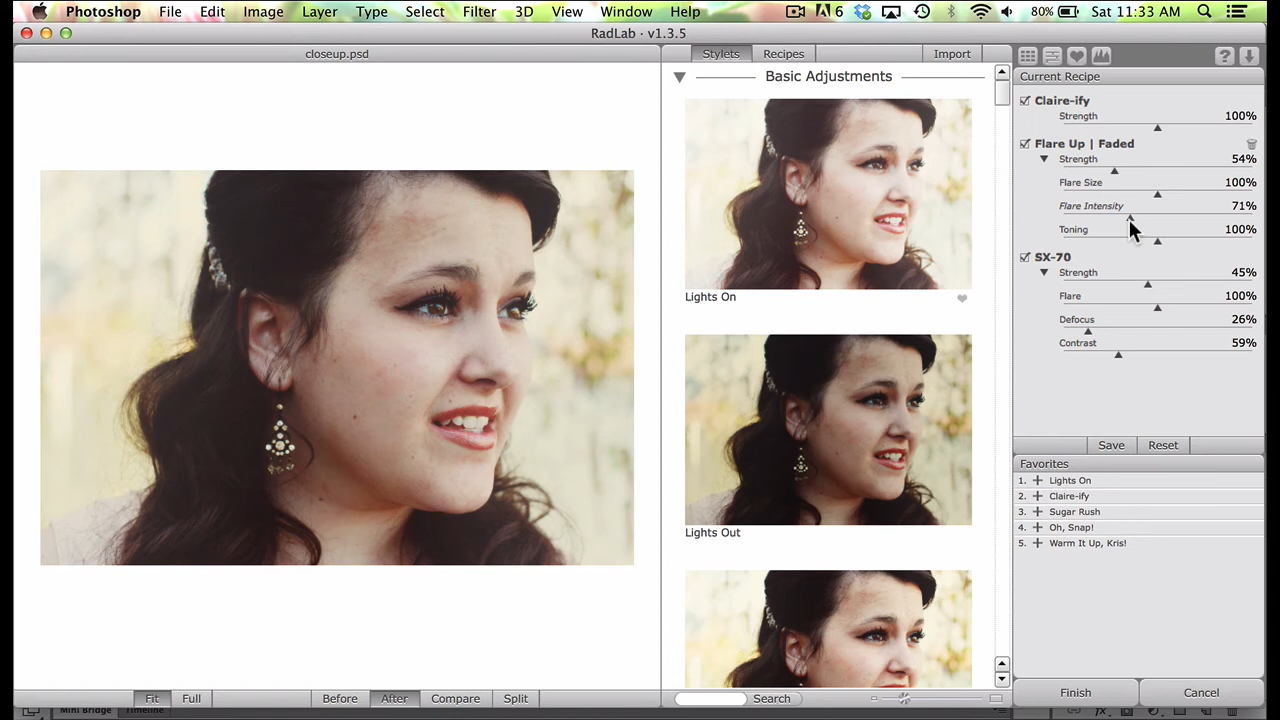 Photoshop File Edit Image Layer Type Select Filter 3D View Window Help 6 80% Sat 11:33 AM
RadLab · v1.3.5
closeup.psd
Stylets Recipes Import
?
Basic Adjustments
Lights On
Lights Out
Current Recipe
Claire-ify
Strength 100%
Flare Up | Faded
Strength 54%
Flare Size 100%
Flare Intensity 71%
Toning 100%
SX-70
Strength 45%
Flare 100%
Defocus 26%
Contrast 59%
Save Reset
Favorites
1. Lights On
2. Claire-ify
3. Sugar Rush
4. Oh, Snap!
5. Warm It Up, Kris!
Fit Full Before After Compare Split Search
Finish Cancel
Mini Bridge Timeline